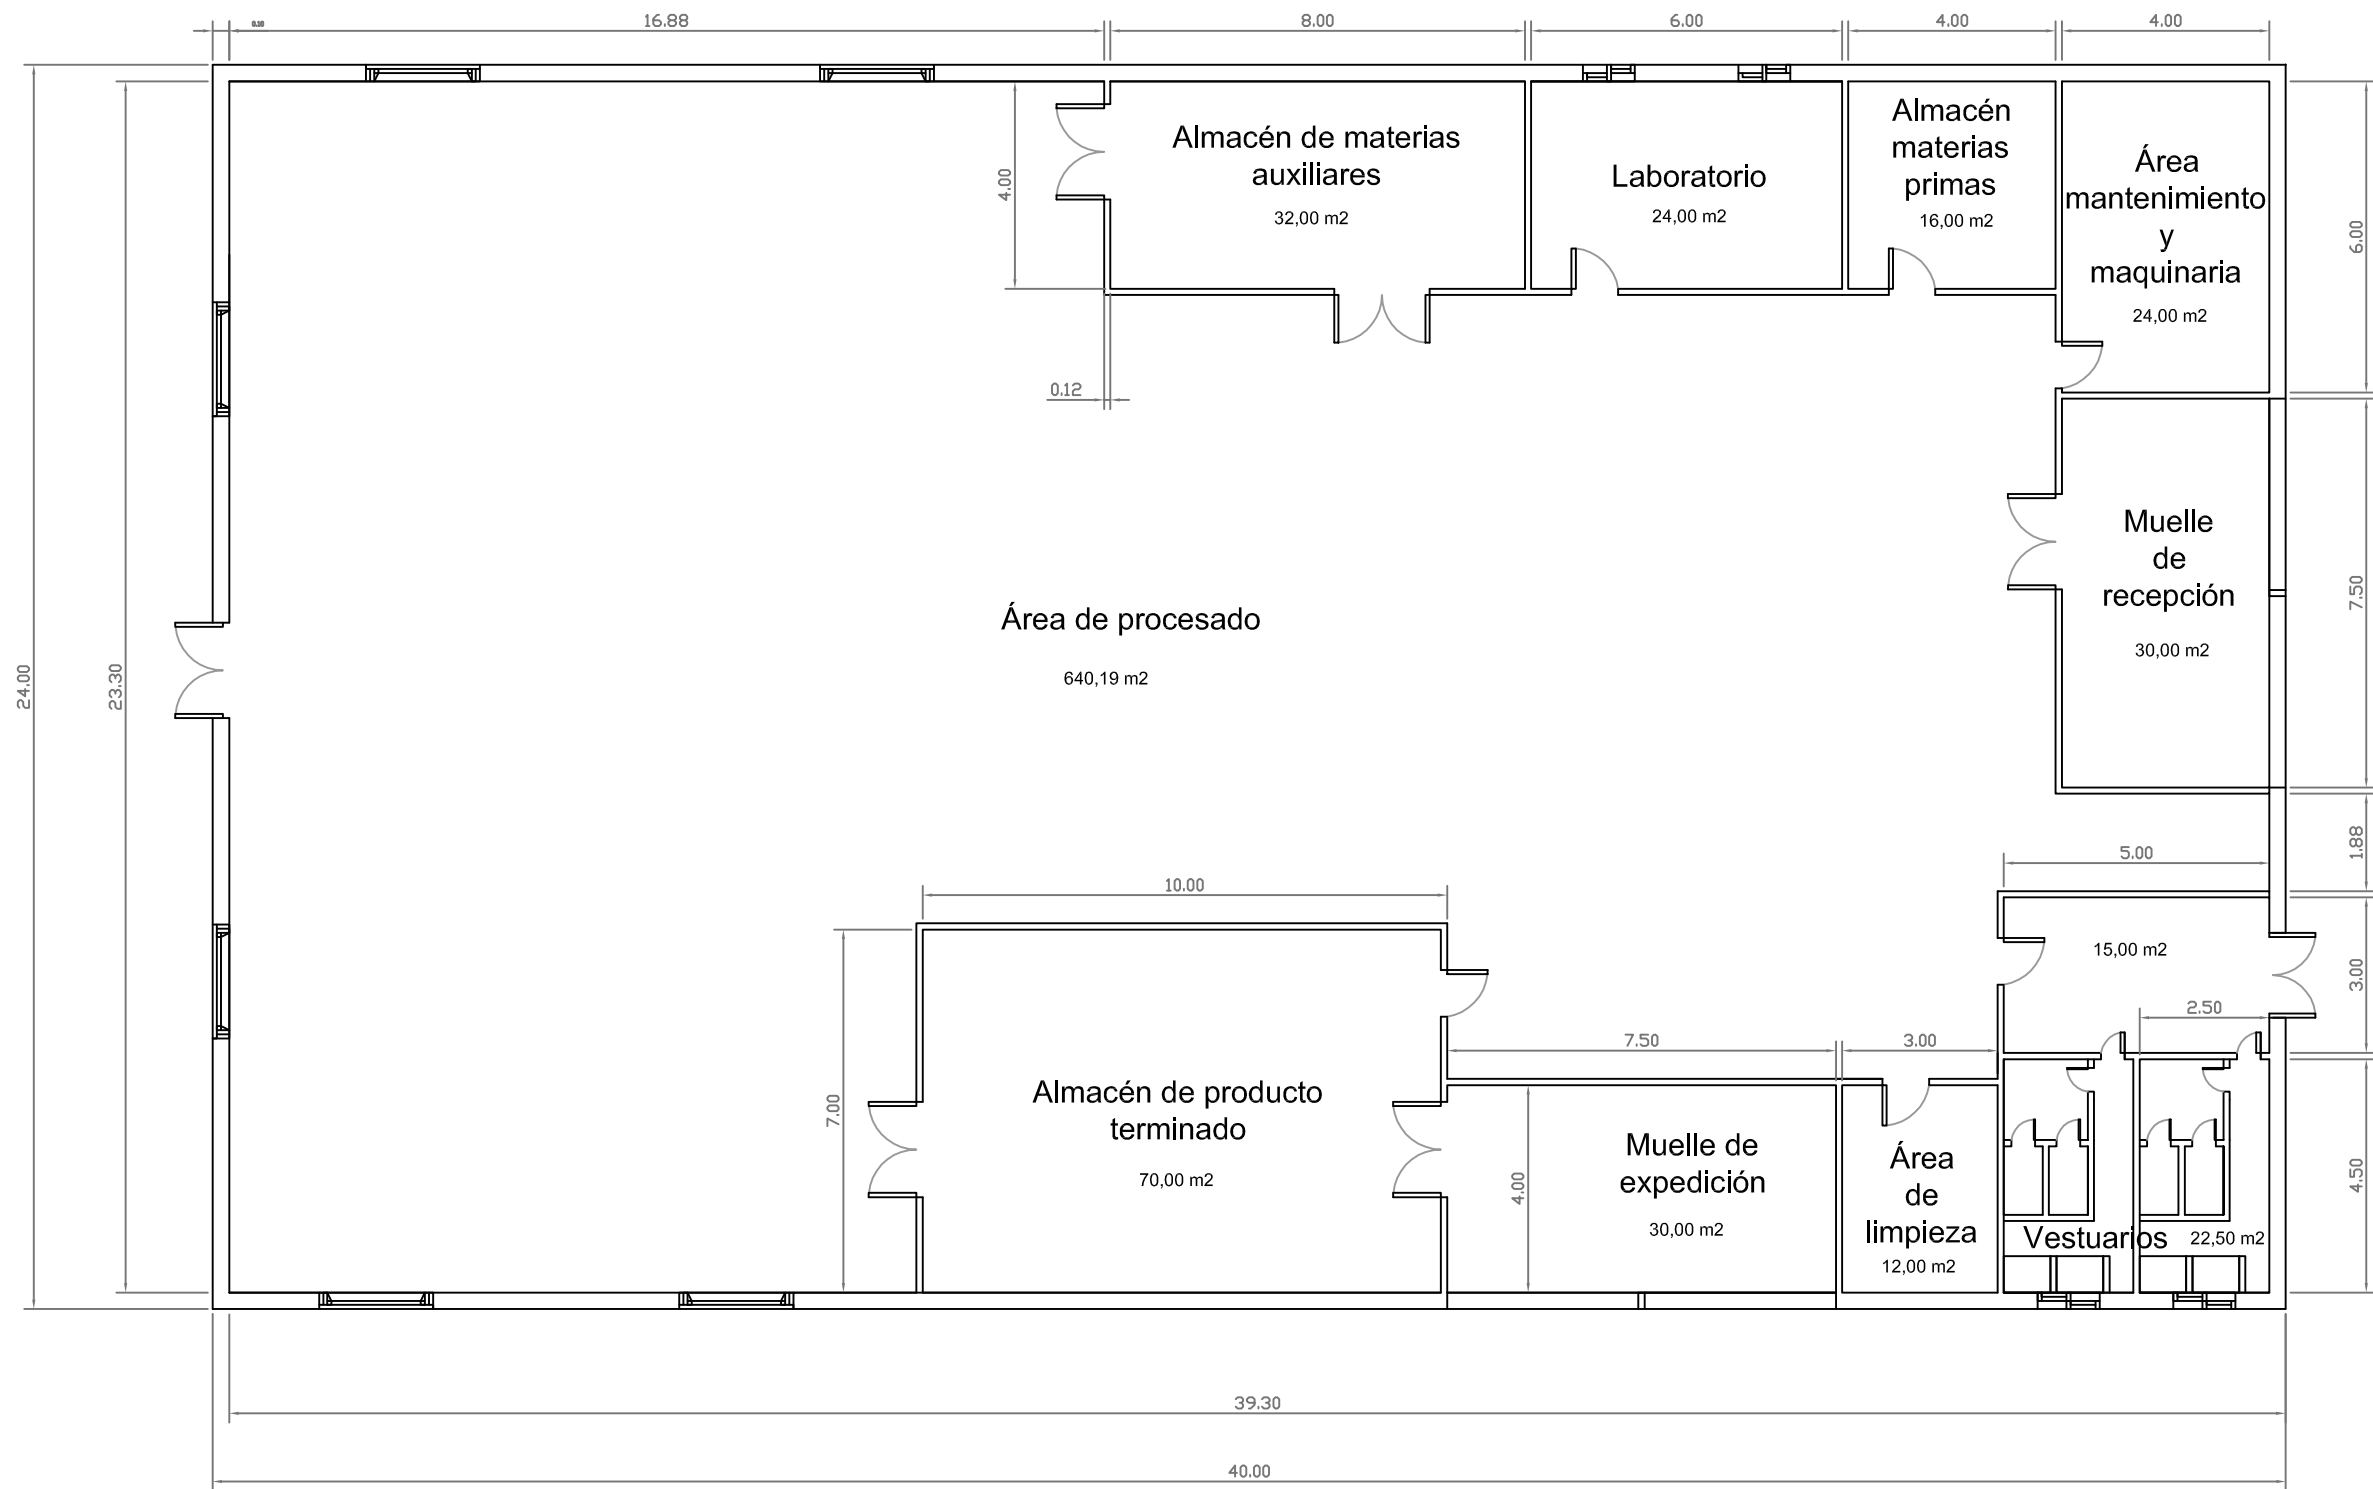 16.88
8.00
6.00
4.00
4.00
Almacén de materias
auxiliares
32,00 m2
Laboratorio
24,00 m2
Almacén
materias
primas
16,00 m2
Área
mantenimiento
y
maquinaria
24,00 m2
4.00
6.00
0.12
Muelle
de
recepción
30,00 m2
7.50
Área de procesado
640,19 m2
24.00
23.30
1.88
5.00
10.00
15,00 m2
3.00
2.50
7.50
3.00
7.00
Almacén de producto
terminado
70,00 m2
4.00
Muelle de
expedición
30,00 m2
Área
de
limpieza
12,00 m2
Vestuarios
22,50 m2
4.50
39.30
40.00